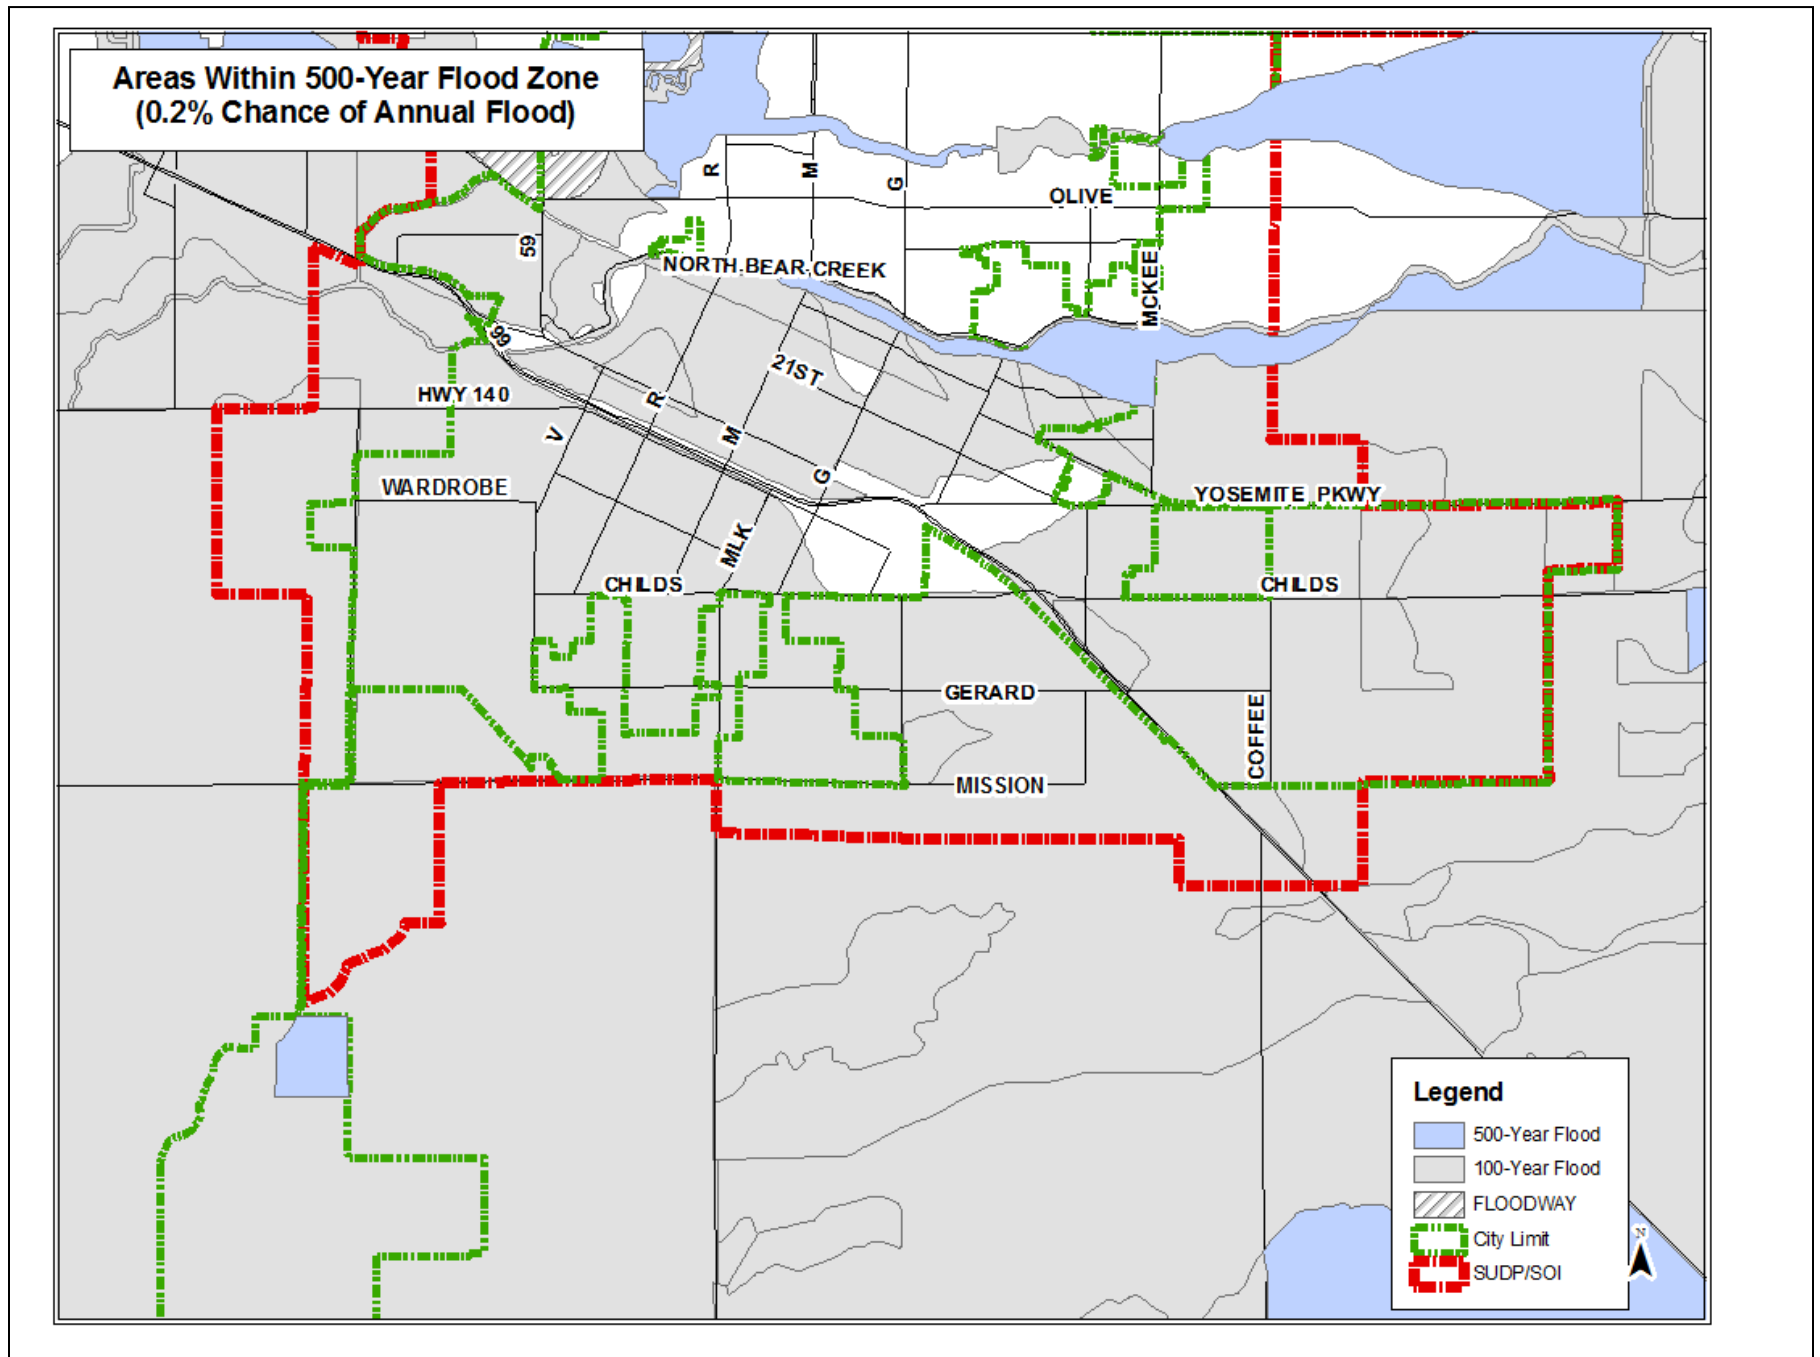 Areas Within 500-Year Flood Zone
(0.2% Chance of Annual Flood)
R
M
G
OLIVE
59
NORTH BEAR CREEK
MCKEE
99
21ST
HWY 140
R
V
M
G
WARDROBE
YOSEMITE PKWY
MLK
CHILDS
CHILDS
GERARD
COFFEE
MISSION
Legend
500-Year Flood
100-Year Flood
FLOODWAY
City Limit
SUDP/SOI
N